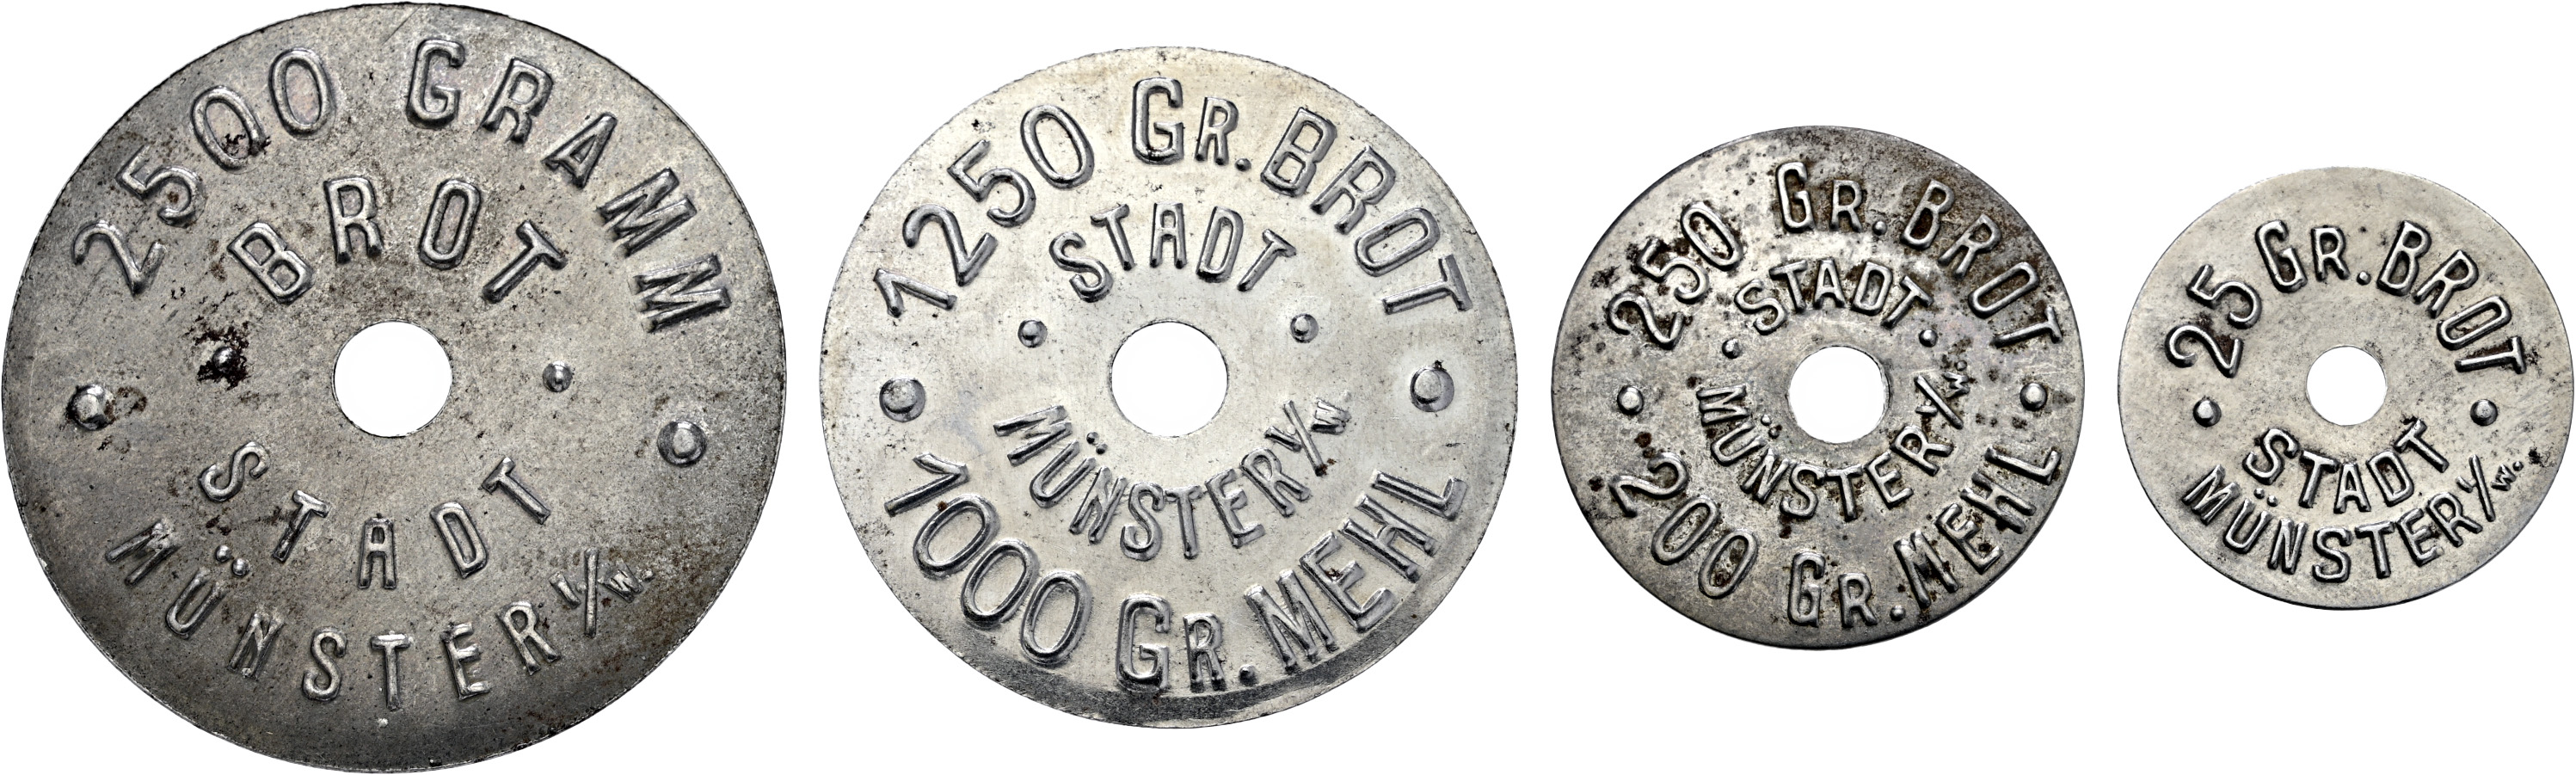 2500 GRAMM
BROT
STADT
MÜNSTER I/W.
1250 GR. BROT
STADT
MÜNSTER I/W.
1000 GR. MEHL
250 GR. BROT
STADT
MÜNSTER I/W.
200 GR. MEHL
25 GR. BROT
STADT
MÜNSTER I/W.